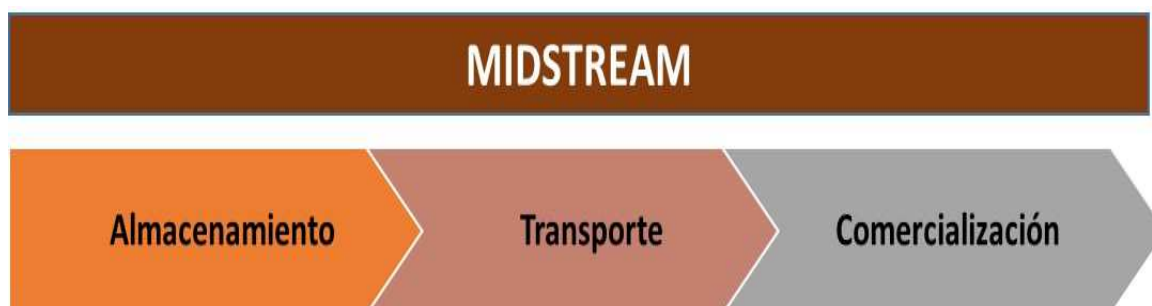 MIDSTREAM
Almacenamiento
Transporte
Comercialización